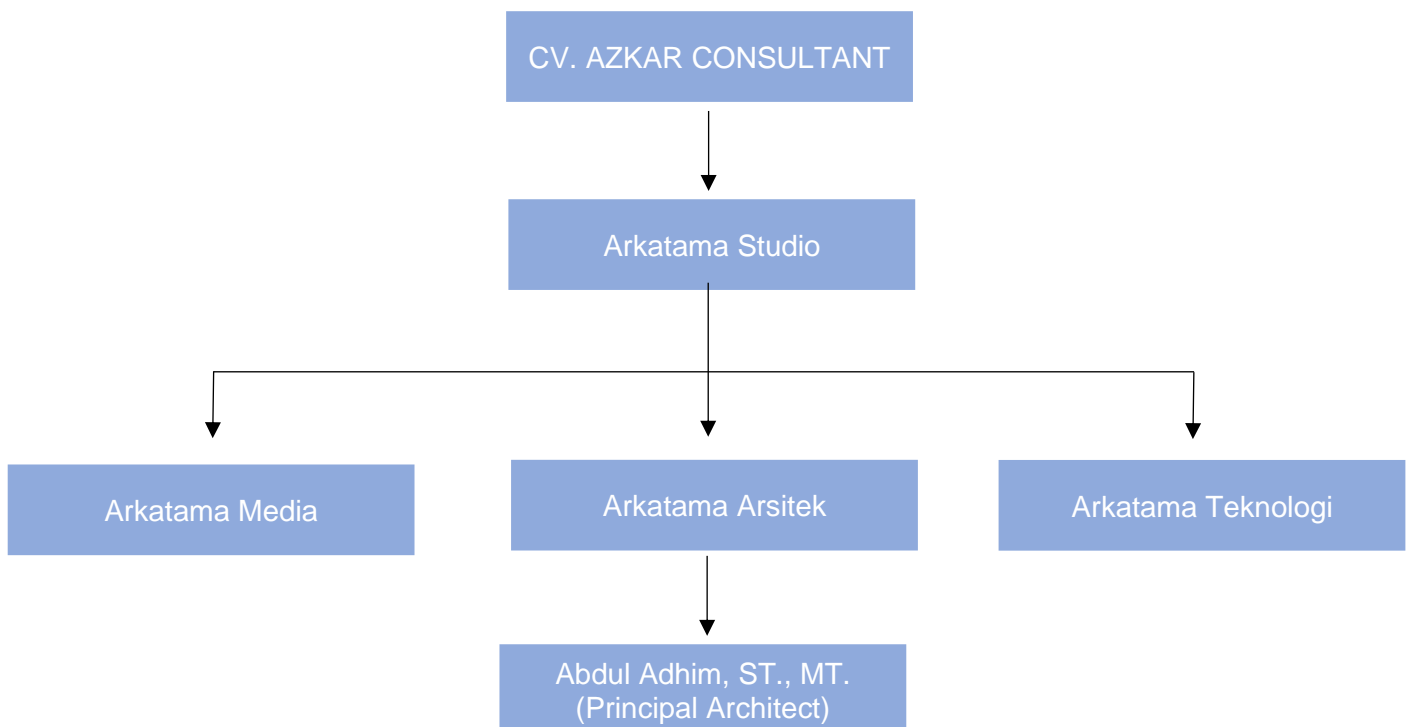 CV. AZKAR CONSULTANT
Arkatama Studio
Arkatama Media
Arkatama Arsitek
Arkatama Teknologi
Abdul Adhim, ST., MT.
(Principal Architect)